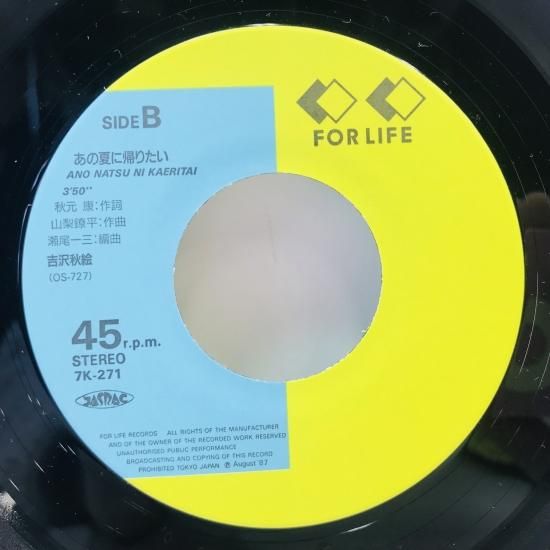 FOR LIFE
SIDE B
あの夏に帰りたい
ANO NATSU NI KAERITAI
3'50''
秋元 康:作詞
山梨鐐平:作曲
瀬尾一三:編曲
吉沢秋絵
(OS-727)
45 r.p.m.
STEREO
7K-271
JASRAC
FOR LIFE RECORDS ALL RIGHTS OF THE MANUFACTURER
AND OF THE OWNER OF THE RECORDED WORK RESERVED
UNAUTHORISED PUBLIC PERFORMANCE
BROADCASTING AND COPYING OF THIS RECORD
PROHIBITED TOKYO JAPAN ℗ August '87